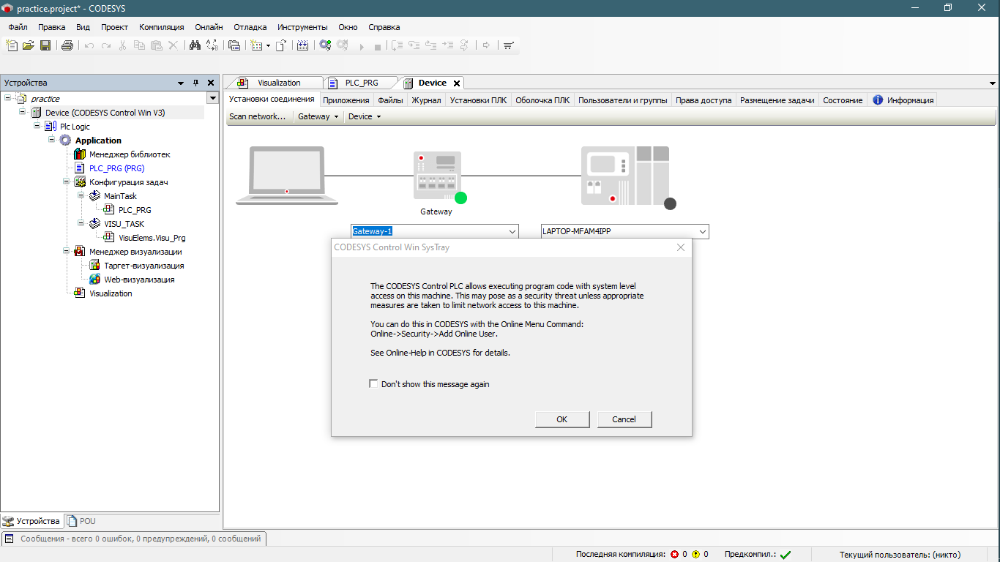 practice.project* - CODESYS
Файл Правка Вид Проект Компиляция Онлайн Отладка Инструменты Окно Справка
Устройства
practice
Device (CODESYS Control Win V3)
Plc Logic
Application
Менеджер библиотек
PLC_PRG (PRG)
Конфигурация задач
MainTask
PLC_PRG
VISU_TASK
VisuElems.Visu_Prg
Менеджер визуализации
Таргет-визуализация
Web-визуализация
Visualization
Устройства POU
Visualization PLC_PRG Device
Установки соединения Приложения Файлы Журнал Установки ПЛК Оболочка ПЛК Пользователи и группы Права доступа Размещение задачи Состояние Информация
Scan network... Gateway Device
Gateway
Gateway-1 LAPTOP-MFAM4IPP
CODESYS Control Win SysTray
The CODESYS Control PLC allows executing program code with system level
access on this machine. This may pose as a security threat unless appropriate
measures are taken to limit network access to this machine.
You can do this in CODESYS with the Online Menu Command:
Online->Security->Add Online User.
See Online-Help in CODESYS for details.
Don't show this message again
OK Cancel
Сообщения - всего 0 ошибок, 0 предупреждений, 0 сообщений
Последняя компиляция: 0 0 Предкомпил.: Текущий пользователь: (никто)